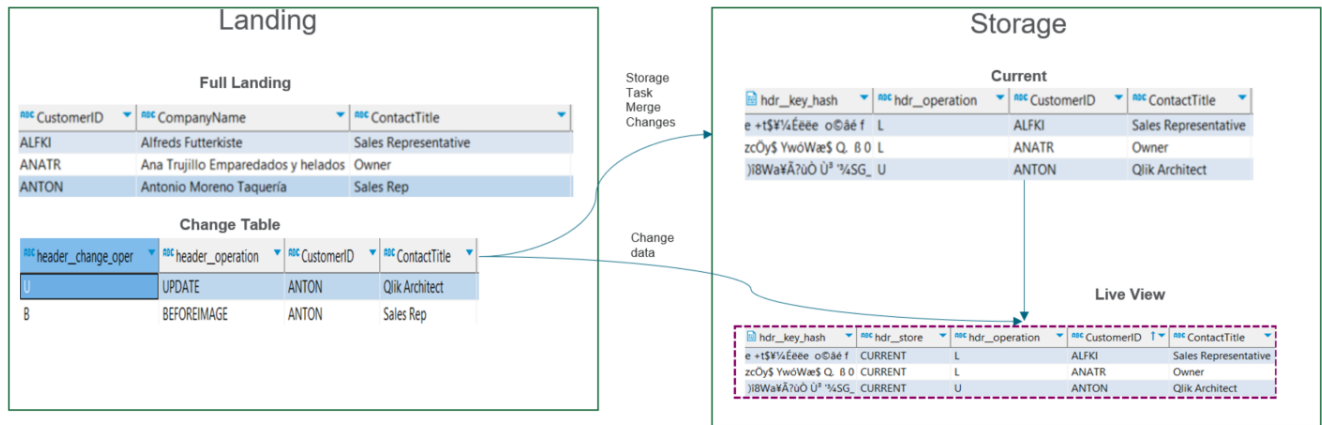 Landing
Full Landing
CustomerID CompanyName ContactTitle
ALFKI Alfreds Futterkiste Sales Representative
ANATR Ana Trujillo Emparedados y helados Owner
ANTON Antonio Moreno Taquería Sales Rep
Change Table
header__change_oper header__operation CustomerID ContactTitle
U UPDATE ANTON Qlik Architect
B BEFOREIMAGE ANTON Sales Rep
Storage
Task
Merge
Changes
Change
data
Storage
Current
hdr__key_hash hdr__operation CustomerID ContactTitle
L ALFKI Sales Representative
L ANATR Owner
U ANTON Qlik Architect
Live View
hdr__key_hash hdr__store hdr__operation CustomerID ContactTitle
CURRENT L ALFKI Sales Representative
CURRENT L ANATR Owner
CURRENT U ANTON Qlik Architect